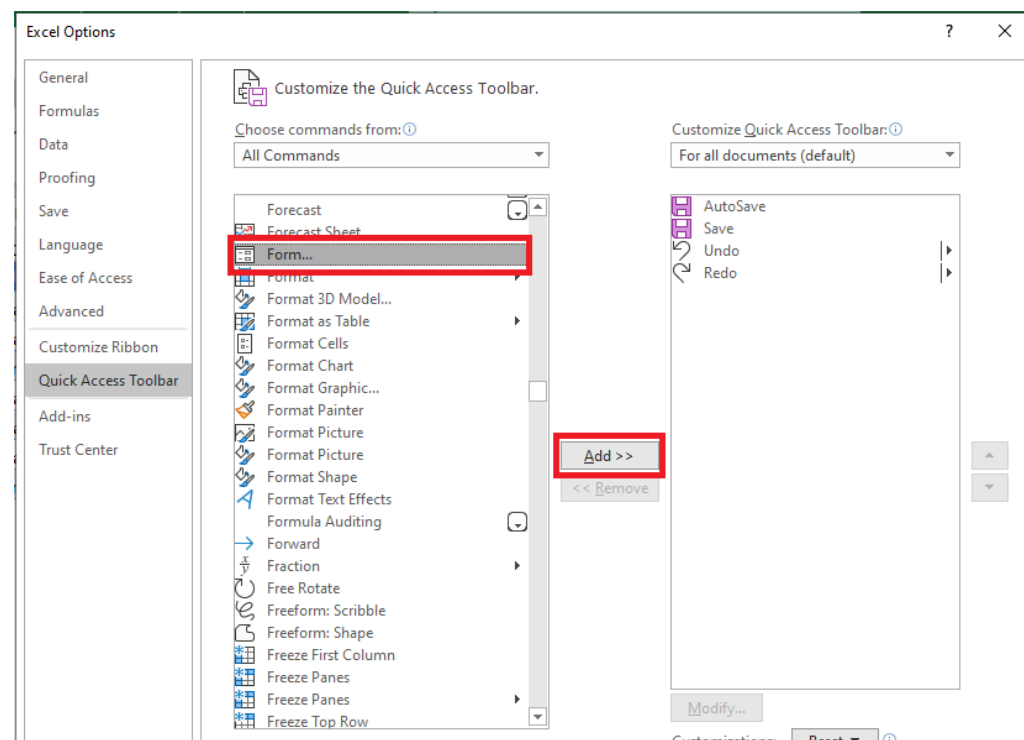 Excel Options
?
General
Formulas
Data
Proofing
Save
Language
Ease of Access
Advanced
Customize Ribbon
Quick Access Toolbar
Add-ins
Trust Center
Customize the Quick Access Toolbar.
Choose commands from:
All Commands
Forecast
Forecast Sheet
Form...
Format
Format 3D Model...
Format as Table
Format Cells
Format Chart
Format Graphic...
Format Painter
Format Picture
Format Picture
Format Shape
Format Text Effects
Formula Auditing
Forward
Fraction
Free Rotate
Freeform: Scribble
Freeform: Shape
Freeze First Column
Freeze Panes
Freeze Panes
Freeze Top Row
Add >>
<< Remove
Customize Quick Access Toolbar:
For all documents (default)
AutoSave
Save
Undo
Redo
Modify...
Customizations:
Reset